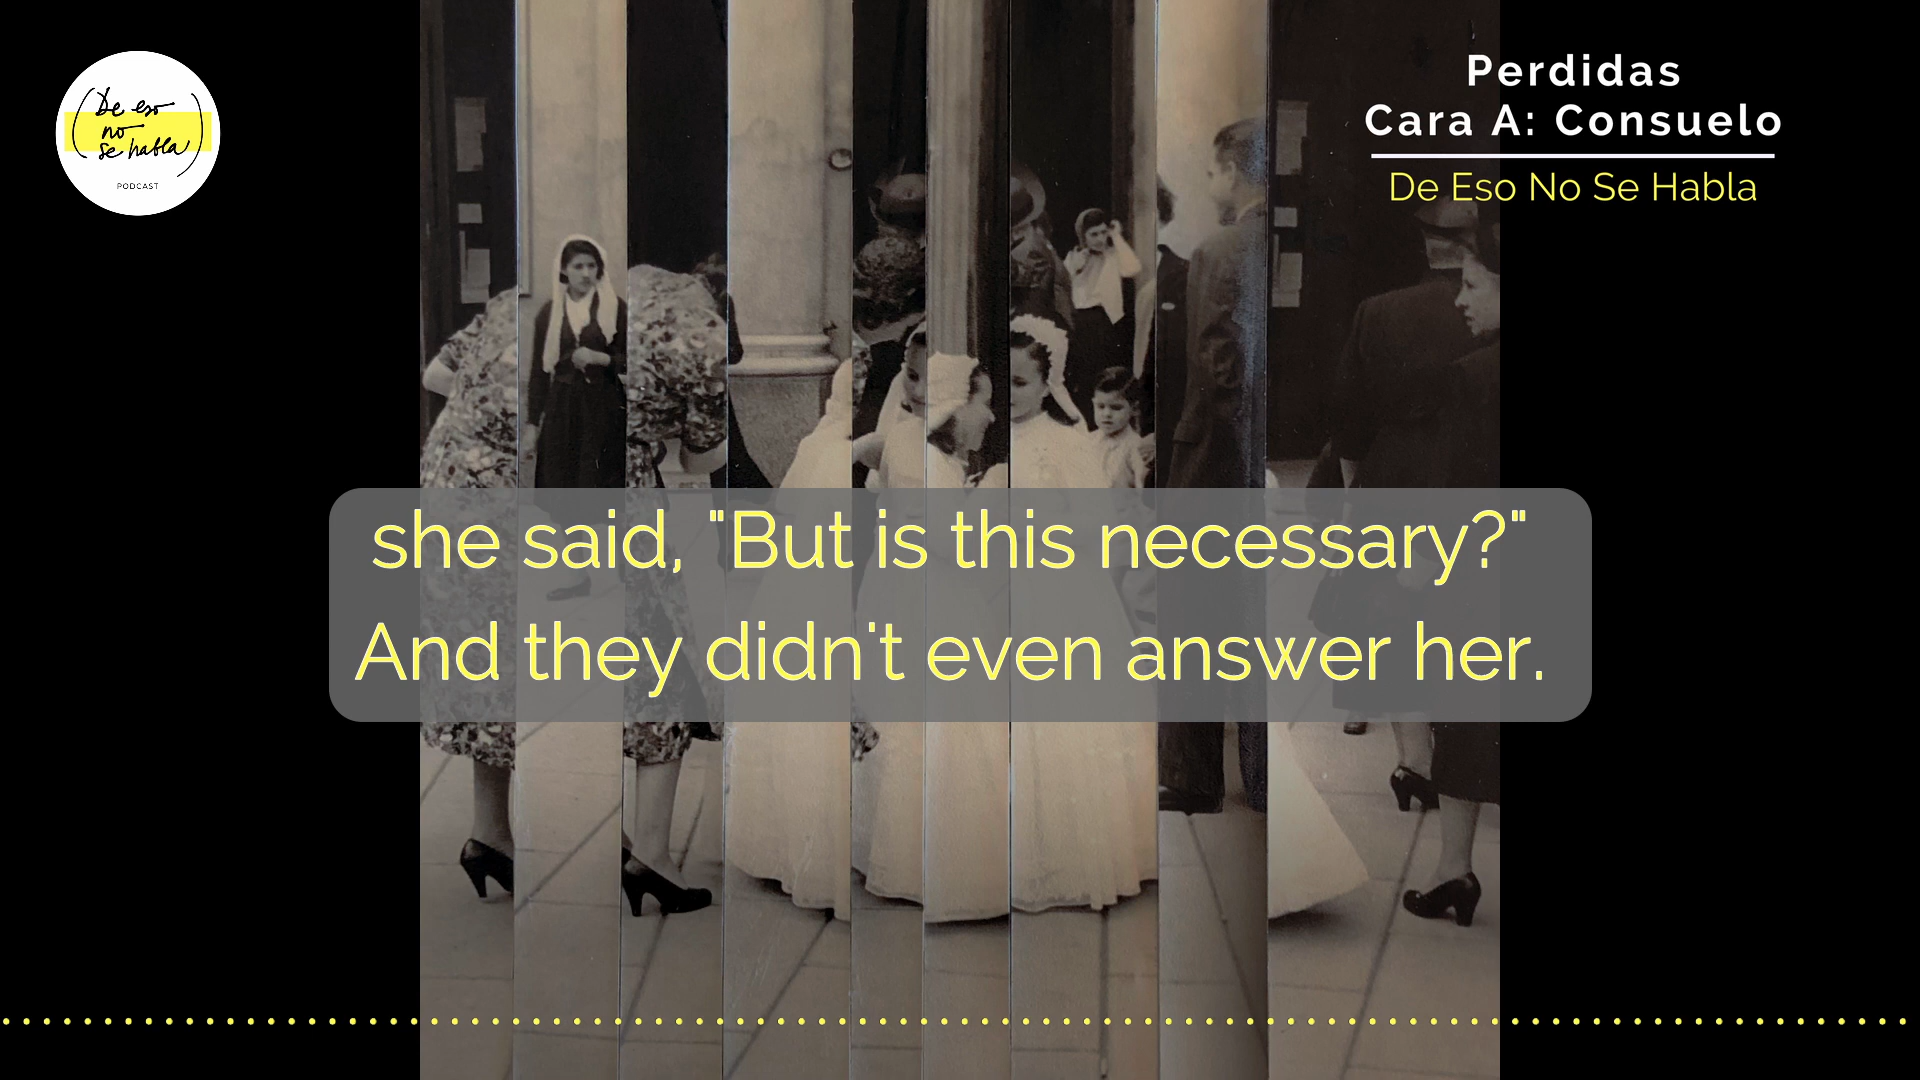 (De eso
no
se habla)
PODCAST
Perdidas
Cara A: Consuelo
De Eso No Se Habla
she said, "But is this necessary?"
And they didn't even answer her.